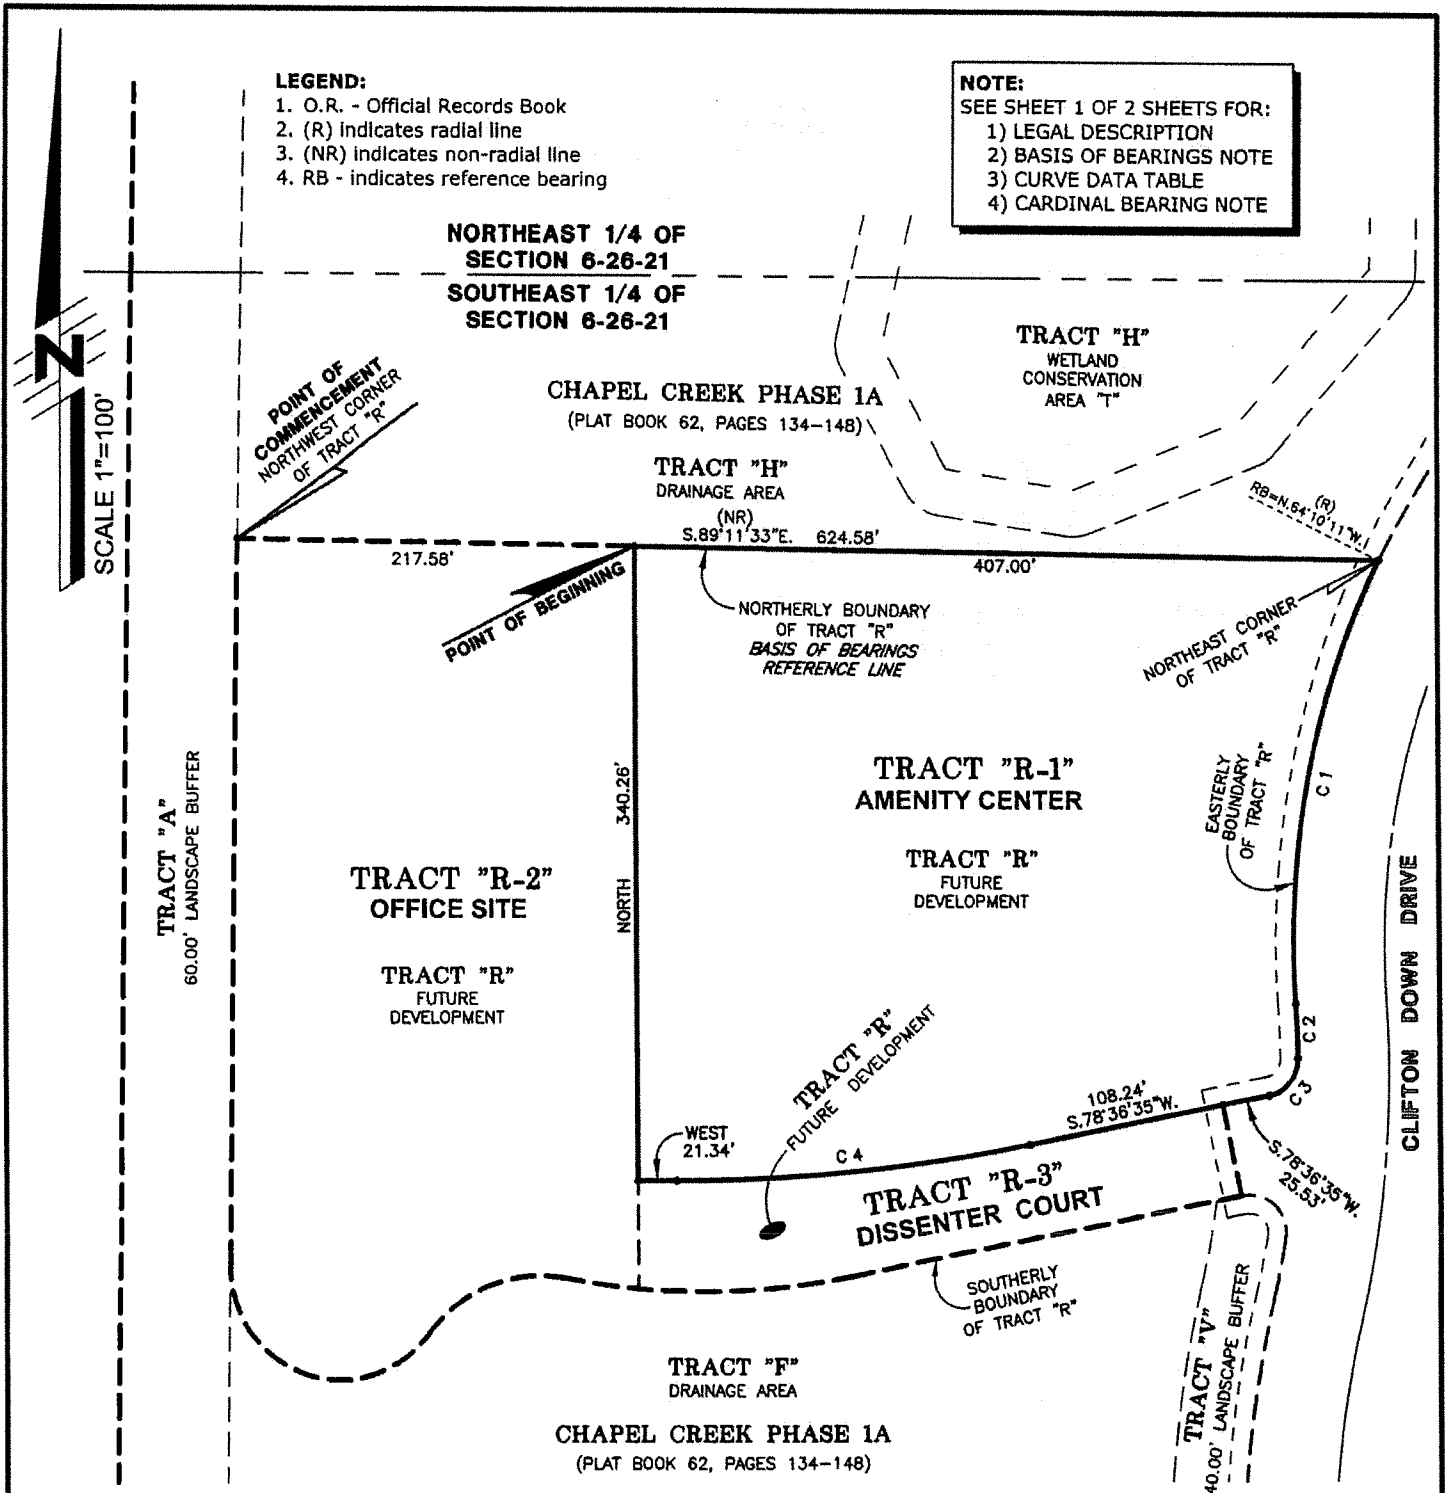 LEGEND:
1. O.R. - Official Records Book
2. (R) indicates radial line
3. (NR) indicates non-radial line
4. RB - indicates reference bearing
NOTE:
SEE SHEET 1 OF 2 SHEETS FOR:
1) LEGAL DESCRIPTION
2) BASIS OF BEARINGS NOTE
3) CURVE DATA TABLE
4) CARDINAL BEARING NOTE
NORTHEAST 1/4 OF
SECTION 6-26-21
SOUTHEAST 1/4 OF
SECTION 6-26-21
N
SCALE 1"=100'
TRACT "H"
WETLAND
CONSERVATION
AREA "T"
POINT OF
COMMENCEMENT
NORTHWEST CORNER
OF TRACT "R"
CHAPEL CREEK PHASE 1A
(PLAT BOOK 62, PAGES 134-148)
TRACT "H"
DRAINAGE AREA
(NR)
S.89°11'33"E. 624.58'
(R)
RB=N.64°10'11"W.
217.58'
407.00'
POINT OF BEGINNING
NORTHERLY BOUNDARY
OF TRACT "R"
BASIS OF BEARINGS
REFERENCE LINE
NORTHEAST CORNER
OF TRACT "R"
TRACT "A"
60.00' LANDSCAPE BUFFER
NORTH 340.26'
TRACT "R-1"
AMENITY CENTER
TRACT "R"
FUTURE
DEVELOPMENT
EASTERLY
BOUNDARY
OF TRACT "R"
C 1
TRACT "R-2"
OFFICE SITE
TRACT "R"
FUTURE
DEVELOPMENT
CLIFTON DOWN DRIVE
TRACT "R"
FUTURE DEVELOPMENT
C 2
C 3
108.24'
S.78°36'35"W.
WEST
21.34'
C 4
S.78°36'35"W.
25.53'
TRACT "R-3"
DISSENTER COURT
SOUTHERLY
BOUNDARY
OF TRACT "R"
TRACT "V"
40.00' LANDSCAPE BUFFER
TRACT "F"
DRAINAGE AREA
CHAPEL CREEK PHASE 1A
(PLAT BOOK 62, PAGES 134-148)